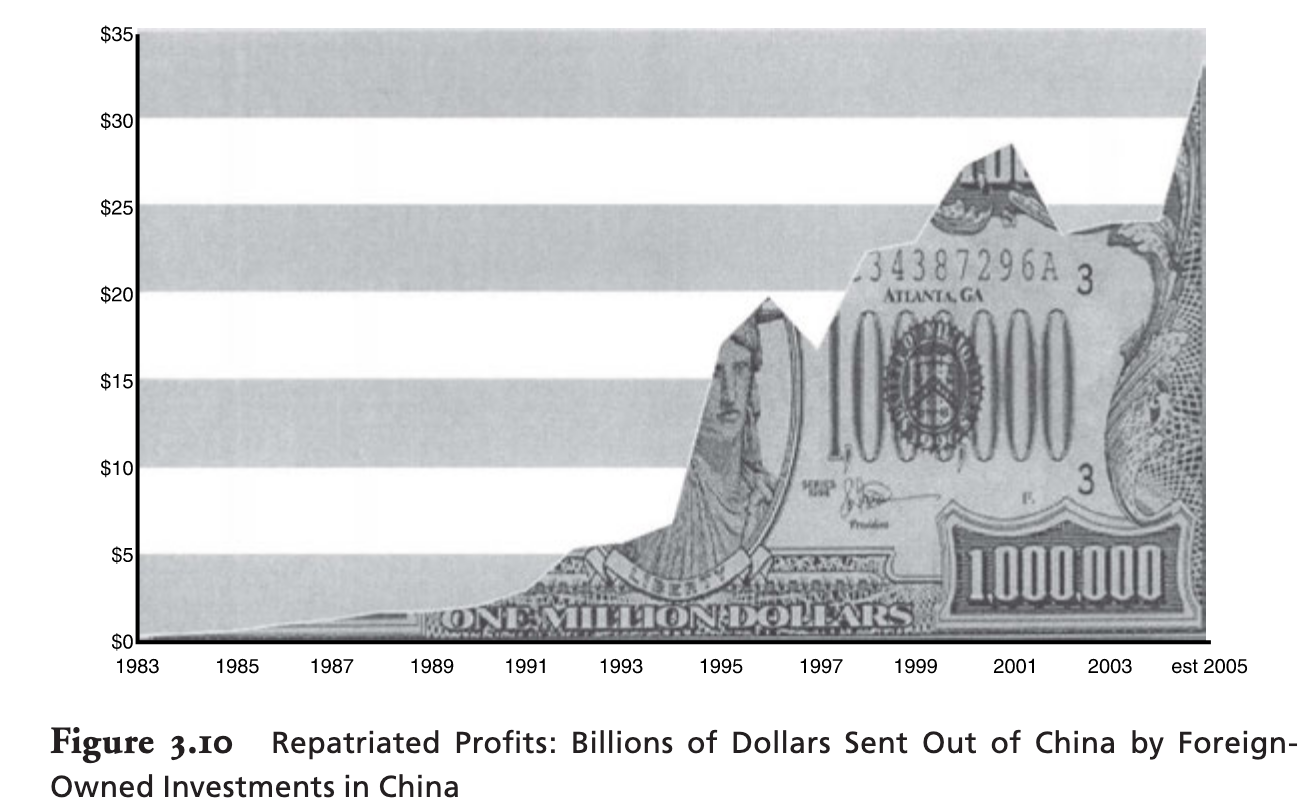 $35
$30
$25
$20
$15
$10
$5
$0
34387296A 3
ATLANTA, GA
3
SERIES
F.
President
LIBERTY
1,000,000
ONE MILLION DOLLARS
1983 1985 1987 1989 1991 1993 1995 1997 1999 2001 2003 est 2005
Figure 3.10 Repatriated Profits: Billions of Dollars Sent Out of China by Foreign-
Owned Investments in China